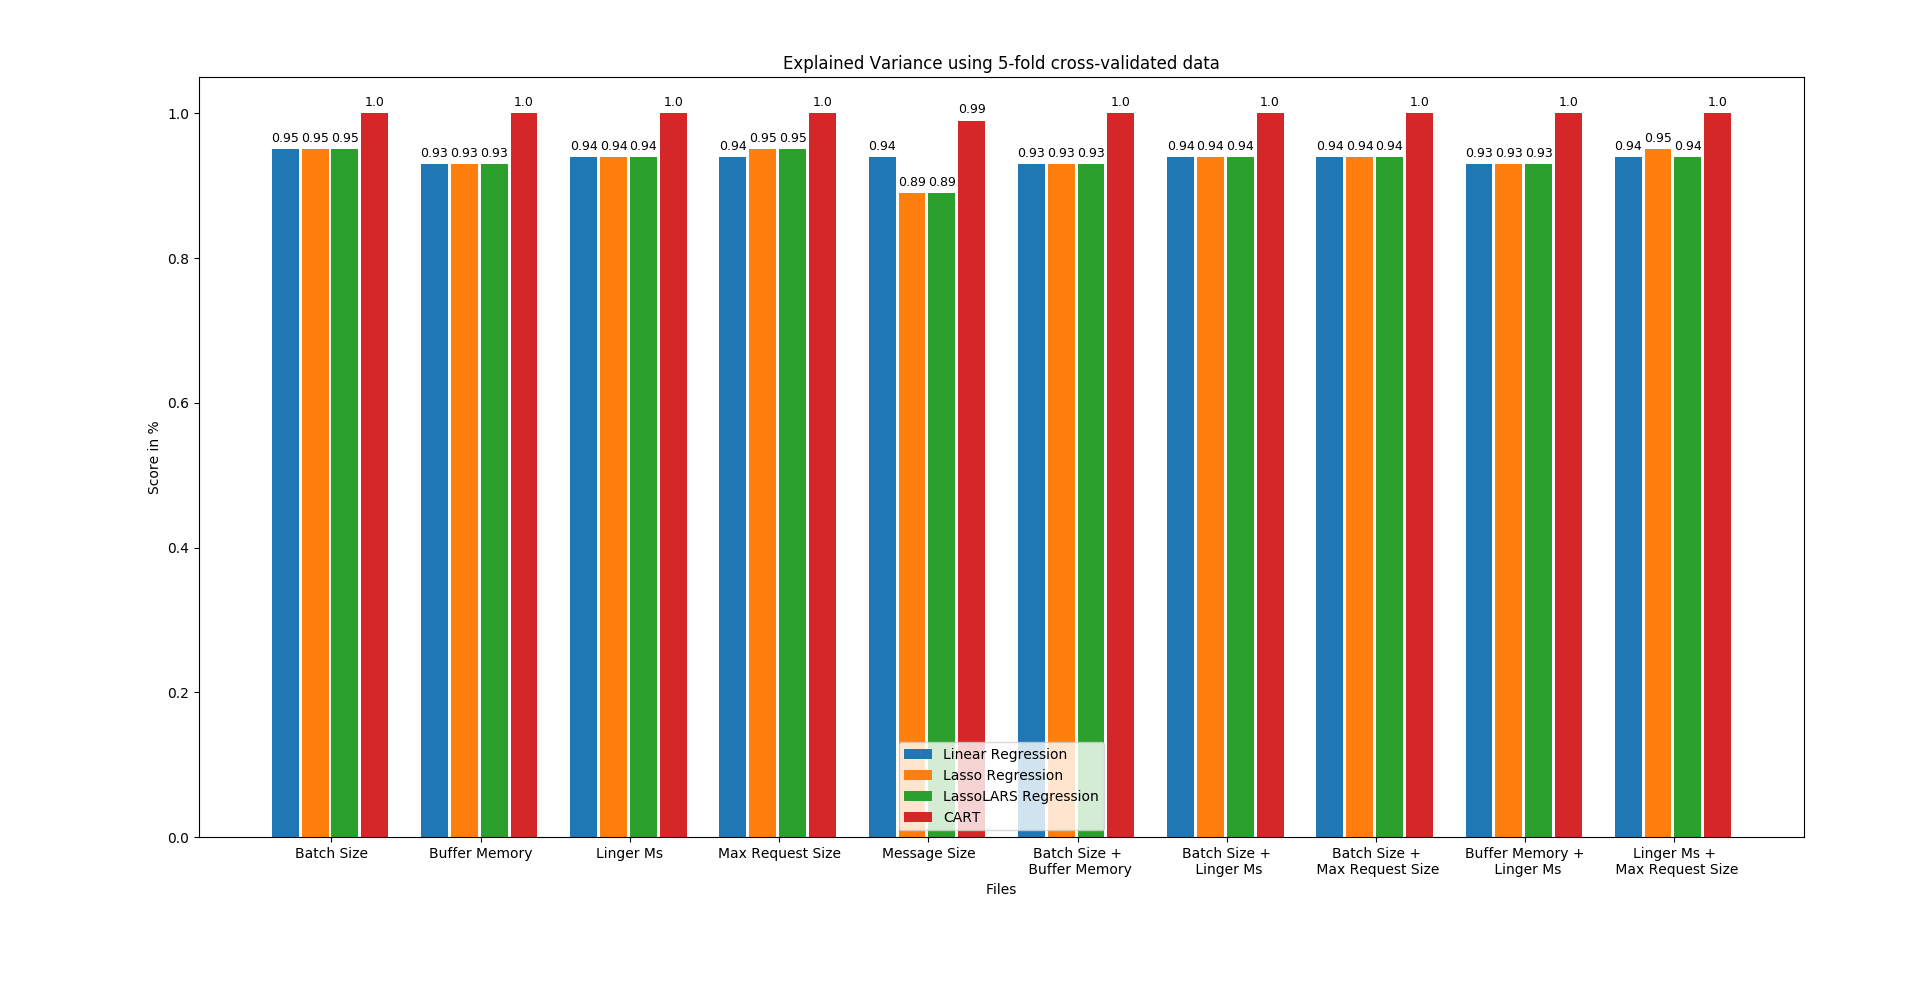 Explained Variance using 5-fold cross-validated data
1.0
0.8
0.6
0.4
0.2
0.0
Score in %
0.95 0.95 0.95 1.0
0.93 0.93 0.93 1.0
0.94 0.94 0.94 1.0
0.94 0.95 0.95 1.0
0.94 0.89 0.89 0.99
0.93 0.93 0.93 1.0
0.94 0.94 0.94 1.0
0.94 0.94 0.94 1.0
0.93 0.93 0.93 1.0
0.94 0.95 0.94 1.0
Linear Regression
Lasso Regression
LassoLARS Regression
CART
Batch Size
Buffer Memory
Linger Ms
Max Request Size
Message Size
Batch Size +
Buffer Memory
Batch Size +
Linger Ms
Batch Size +
Max Request Size
Buffer Memory +
Linger Ms
Linger Ms +
Max Request Size
Files